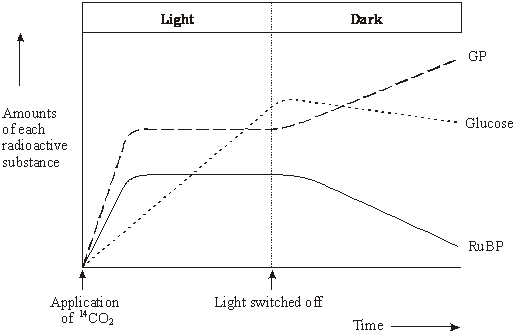 Light
Dark
GP
Amounts
of each
radioactive
substance
Glucose
RuBP
Application
of ¹⁴CO₂
Light switched off
Time